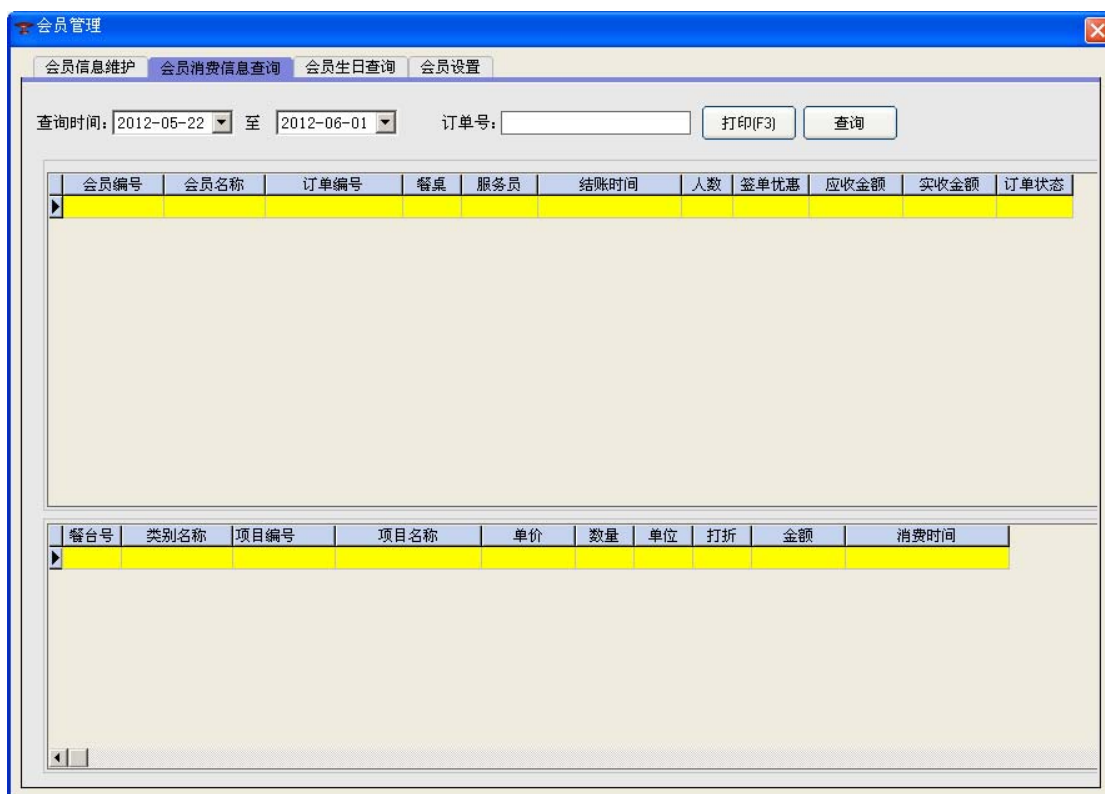 会员管理
会员信息维护 会员消费信息查询 会员生日查询 会员设置
查询时间: 2012-05-22 至 2012-06-01 订单号: 打印(F3) 查询
会员编号 会员名称 订单编号 餐桌 服务员 结账时间 人数 签单优惠 应收金额 实收金额 订单状态
餐台号 类别名称 项目编号 项目名称 单价 数量 单位 打折 金额 消费时间